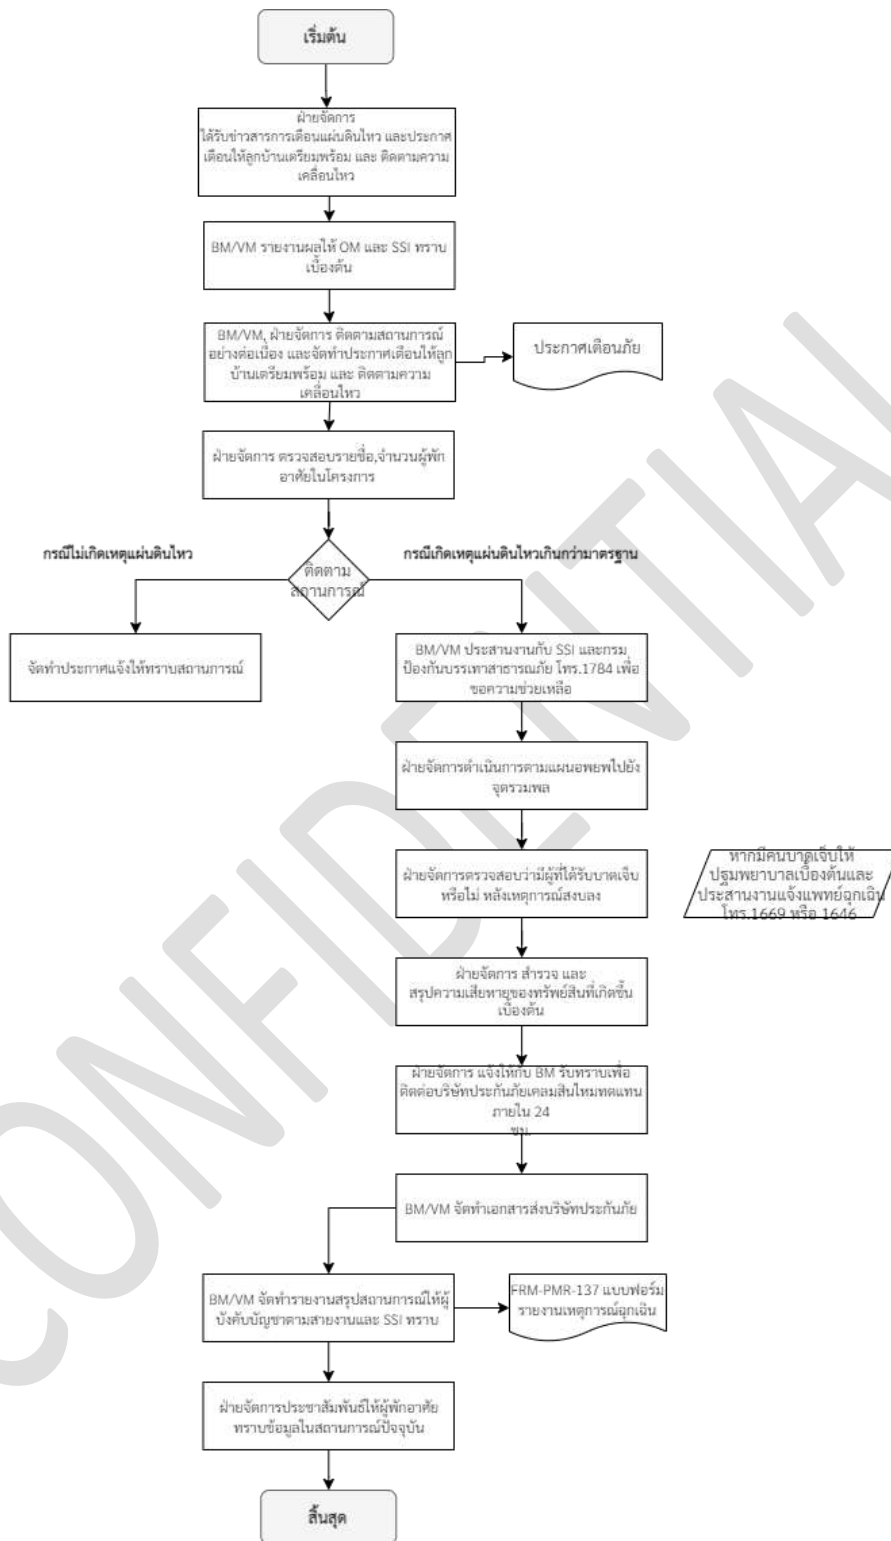 เริ่มต้น
ฝ่ายจัดการ
ได้รับข่าวสารการเตือนแผ่นดินไหว และประกาศ
เตือนให้ลูกบ้านเตรียมพร้อม และ ติดตามความ
เคลื่อนไหว
BM/VM รายงานผลให้ OM และ SSI ทราบ
เบื้องต้น
BM/VM, ฝ่ายจัดการ ติดตามสถานการณ์
อย่างต่อเนื่อง และจัดทำประกาศเตือนให้ลูก
บ้านเตรียมพร้อม และ ติดตามความ
เคลื่อนไหว
ประกาศเตือนภัย
ฝ่ายจัดการ ตรวจสอบรายชื่อ,จำนวนผู้พัก
อาศัยในโครงการ
กรณีไม่เกิดเหตุแผ่นดินไหว
กรณีเกิดเหตุแผ่นดินไหวเกินกว่ามาตรฐาน
ติดตาม
สถานการณ์
จัดทำประกาศแจ้งให้ทราบสถานการณ์
BM/VM ประสานงานกับ SSI และกรม
ป้องกันบรรเทาสาธารณภัย โทร.1784 เพื่อ
ขอความช่วยเหลือ
ฝ่ายจัดการดำเนินการตามแผนอพยพไปยัง
จุดรวมพล
ฝ่ายจัดการตรวจสอบว่ามีผู้ที่ได้รับบาดเจ็บ
หรือไม่ หลังเหตุการณ์สงบลง
หากมีคนบาดเจ็บให้
ปฐมพยาบาลเบื้องต้นและ
ประสานงานแจ้งแพทย์ฉุกเฉิน
โทร.1669 หรือ 1646
ฝ่ายจัดการ สำรวจ และ
สรุปความเสียหายของทรัพย์สินที่เกิดขึ้น
เบื้องต้น
ฝ่ายจัดการ แจ้งให้กับ BM รับทราบเพื่อ
ติดต่อบริษัทประกันภัยเคลมสินไหมทดแทน
ภายใน 24
ชม.
BM/VM จัดทำเอกสารส่งบริษัทประกันภัย
BM/VM จัดทำรายงานสรุปสถานการณ์ให้ผู้
บังคับบัญชาตามสายงานและ SSI ทราบ
FRM-PMR-137 แบบฟอร์ม
รายงานเหตุการณ์ฉุกเฉิน
ฝ่ายจัดการประชาสัมพันธ์ให้ผู้พักอาศัย
ทราบข้อมูลในสถานการณ์ปัจจุบัน
สิ้นสุด
CONFIDENTIAL